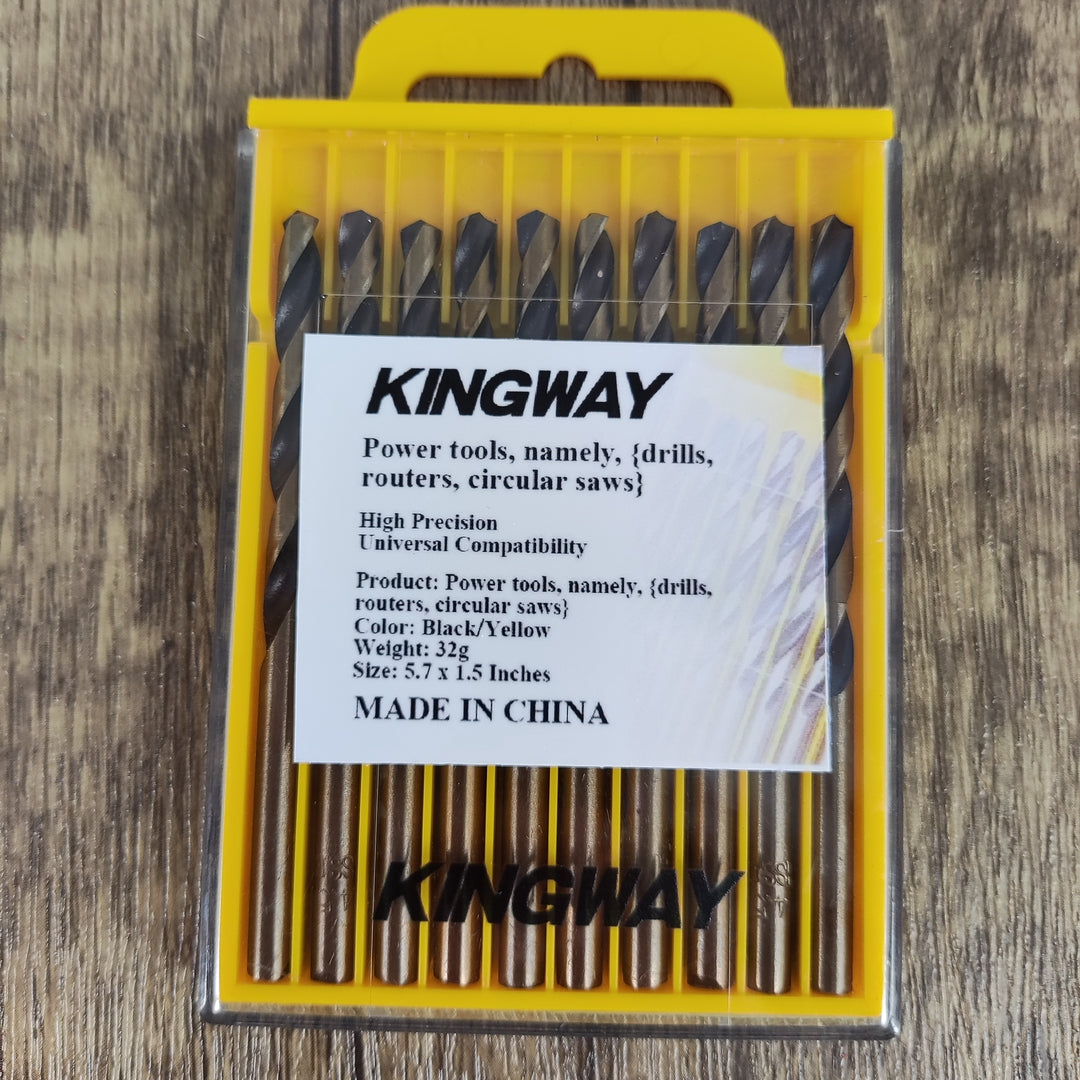 KINGWAY
Power tools, namely, {drills,
routers, circular saws}
High Precision
Universal Compatibility
Product: Power tools, namely, {drills,
routers, circular saws}
Color: Black/Yellow
Weight: 32g
Size: 5.7 x 1.5 Inches
MADE IN CHINA
KINGWAY